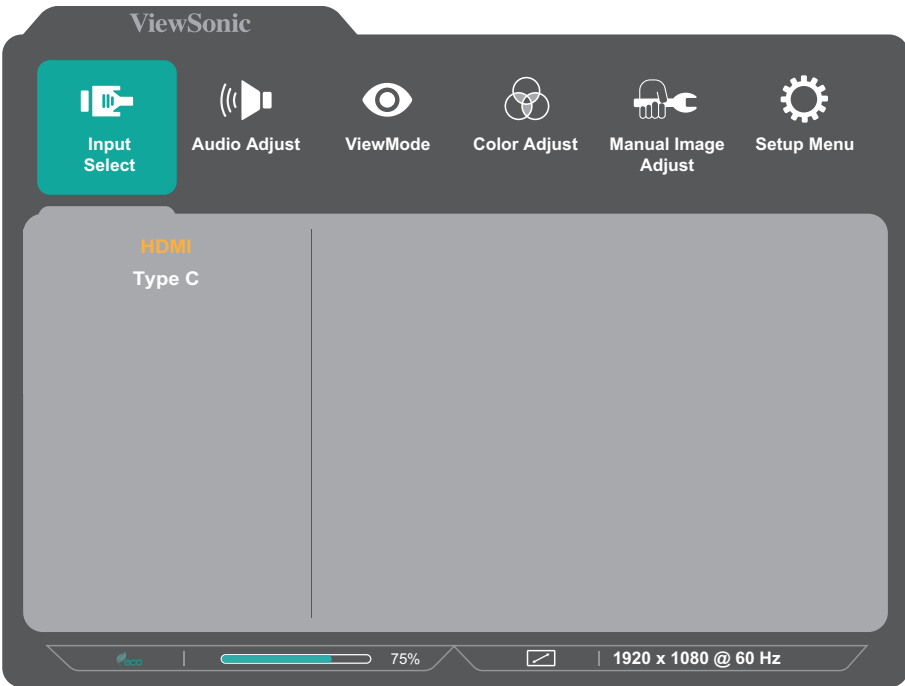 ViewSonic
Input
Select
Audio Adjust
ViewMode
Color Adjust
Manual Image
Adjust
Setup Menu
HDMI
Type C
eco
75%
1920 x 1080 @ 60 Hz